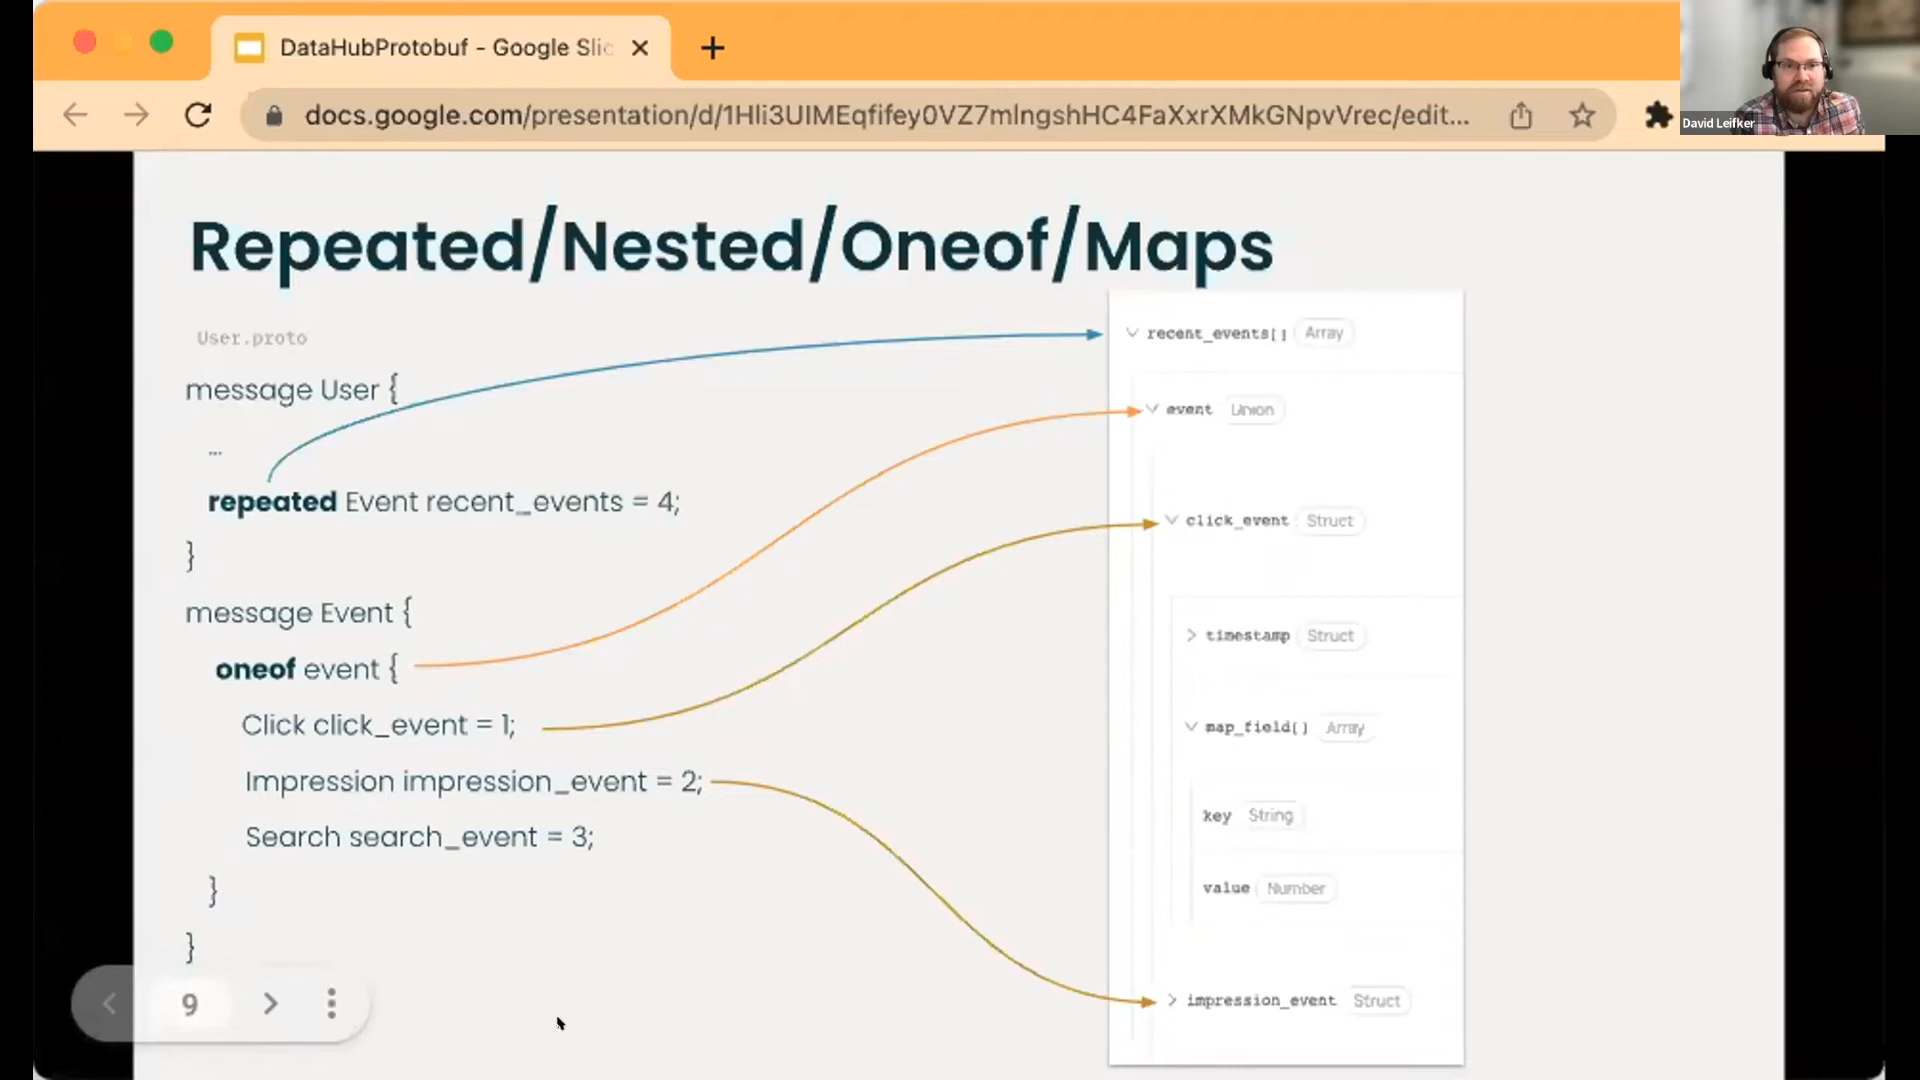 DataHubProtobuf - Google Slic
docs.google.com/presentation/d/1Hli3UIMEqfifey0VZ7mlngshHC4FaXxrXMkGNpvVrec/edit...
David Leifker
Repeated/Nested/Oneof/Maps
User.proto
message User {
...
repeated Event recent_events = 4;
}
message Event {
oneof event {
Click click_event = 1;
Impression impression_event = 2;
Search search_event = 3;
}
}
recent_events[] Array
event Union
click_event Struct
timestamp Struct
map_field() Array
key String
value Number
impression_event Struct
9